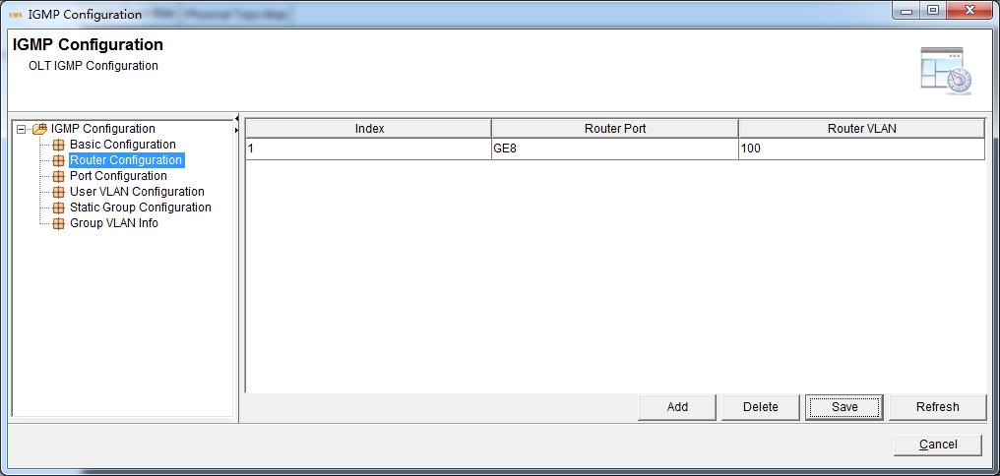 EMS IGMP Configuration
IGMP Configuration
OLT IGMP Configuration
IGMP Configuration
Basic Configuration
Router Configuration
Port Configuration
User VLAN Configuration
Static Group Configuration
Group VLAN Info
Index Router Port Router VLAN
1 GE8 100
Add Delete Save Refresh
Cancel